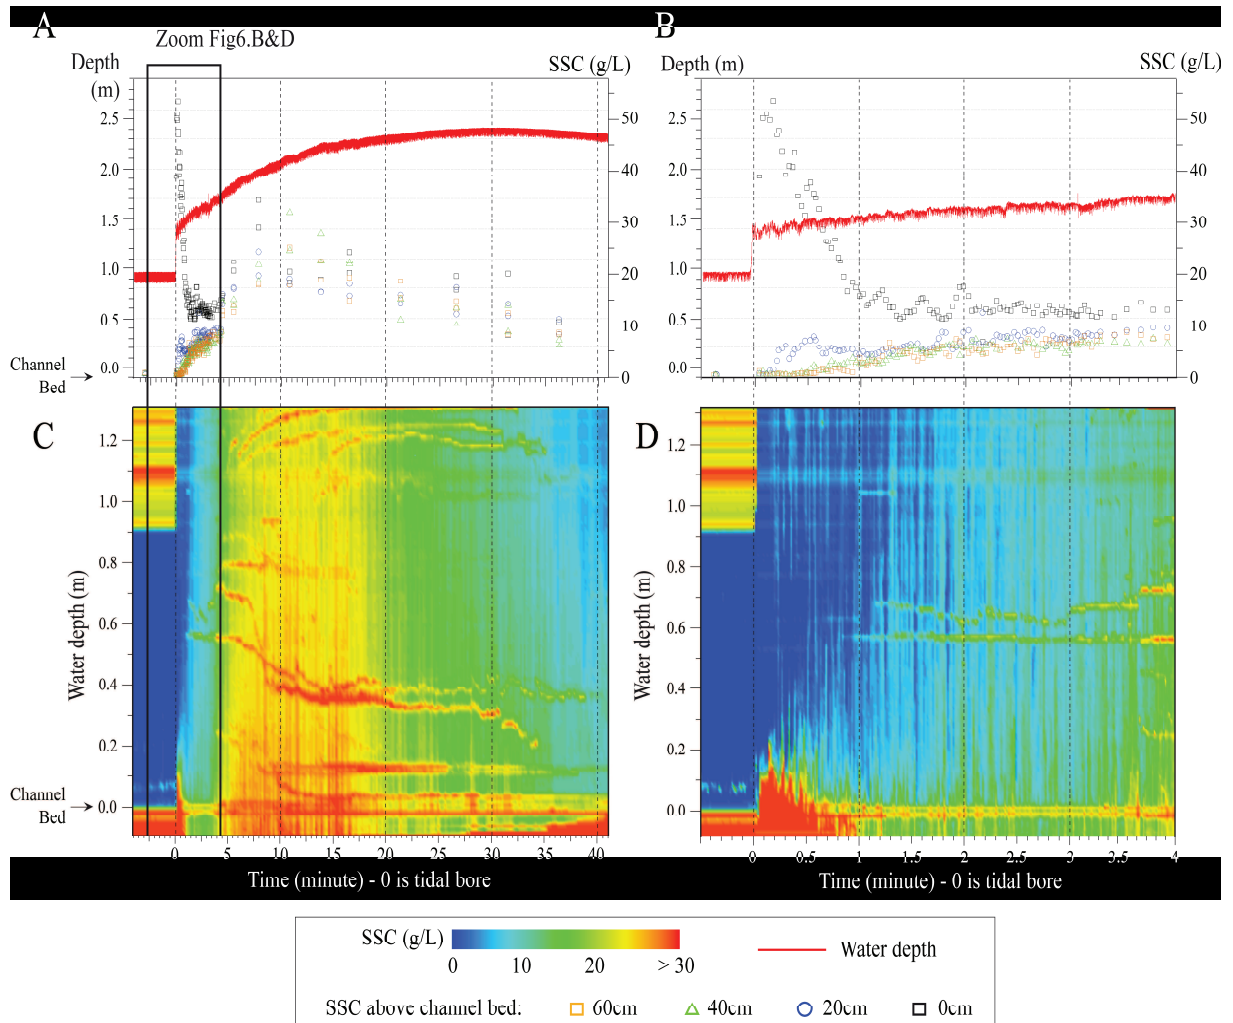 A
B
Zoom Fig6.B&D
Depth
(m)
SSC (g/L)
Depth (m)
SSC (g/L)
2.5
2.0
1.5
1.0
0.5
0.0
50
40
30
20
10
0
2.5
2.0
1.5
1.0
0.5
0.0
50
40
30
20
10
0
Channel
Bed
C
D
Water depth (m)
1.2
1.0
0.8
0.6
0.4
0.2
0.0
Channel
Bed
Water depth (m)
1.2
1.0
0.8
0.6
0.4
0.2
0.0
0 5 10 15 20 25 30 35 40
0 0.5 1 1.5 2 2.5 3 3.5 4
Time (minute) - 0 is tidal bore
Time (minute) - 0 is tidal bore
SSC (g/L)
0 10 20 > 30
Water depth
SSC above channel bed: 60cm 40cm 20cm 0cm